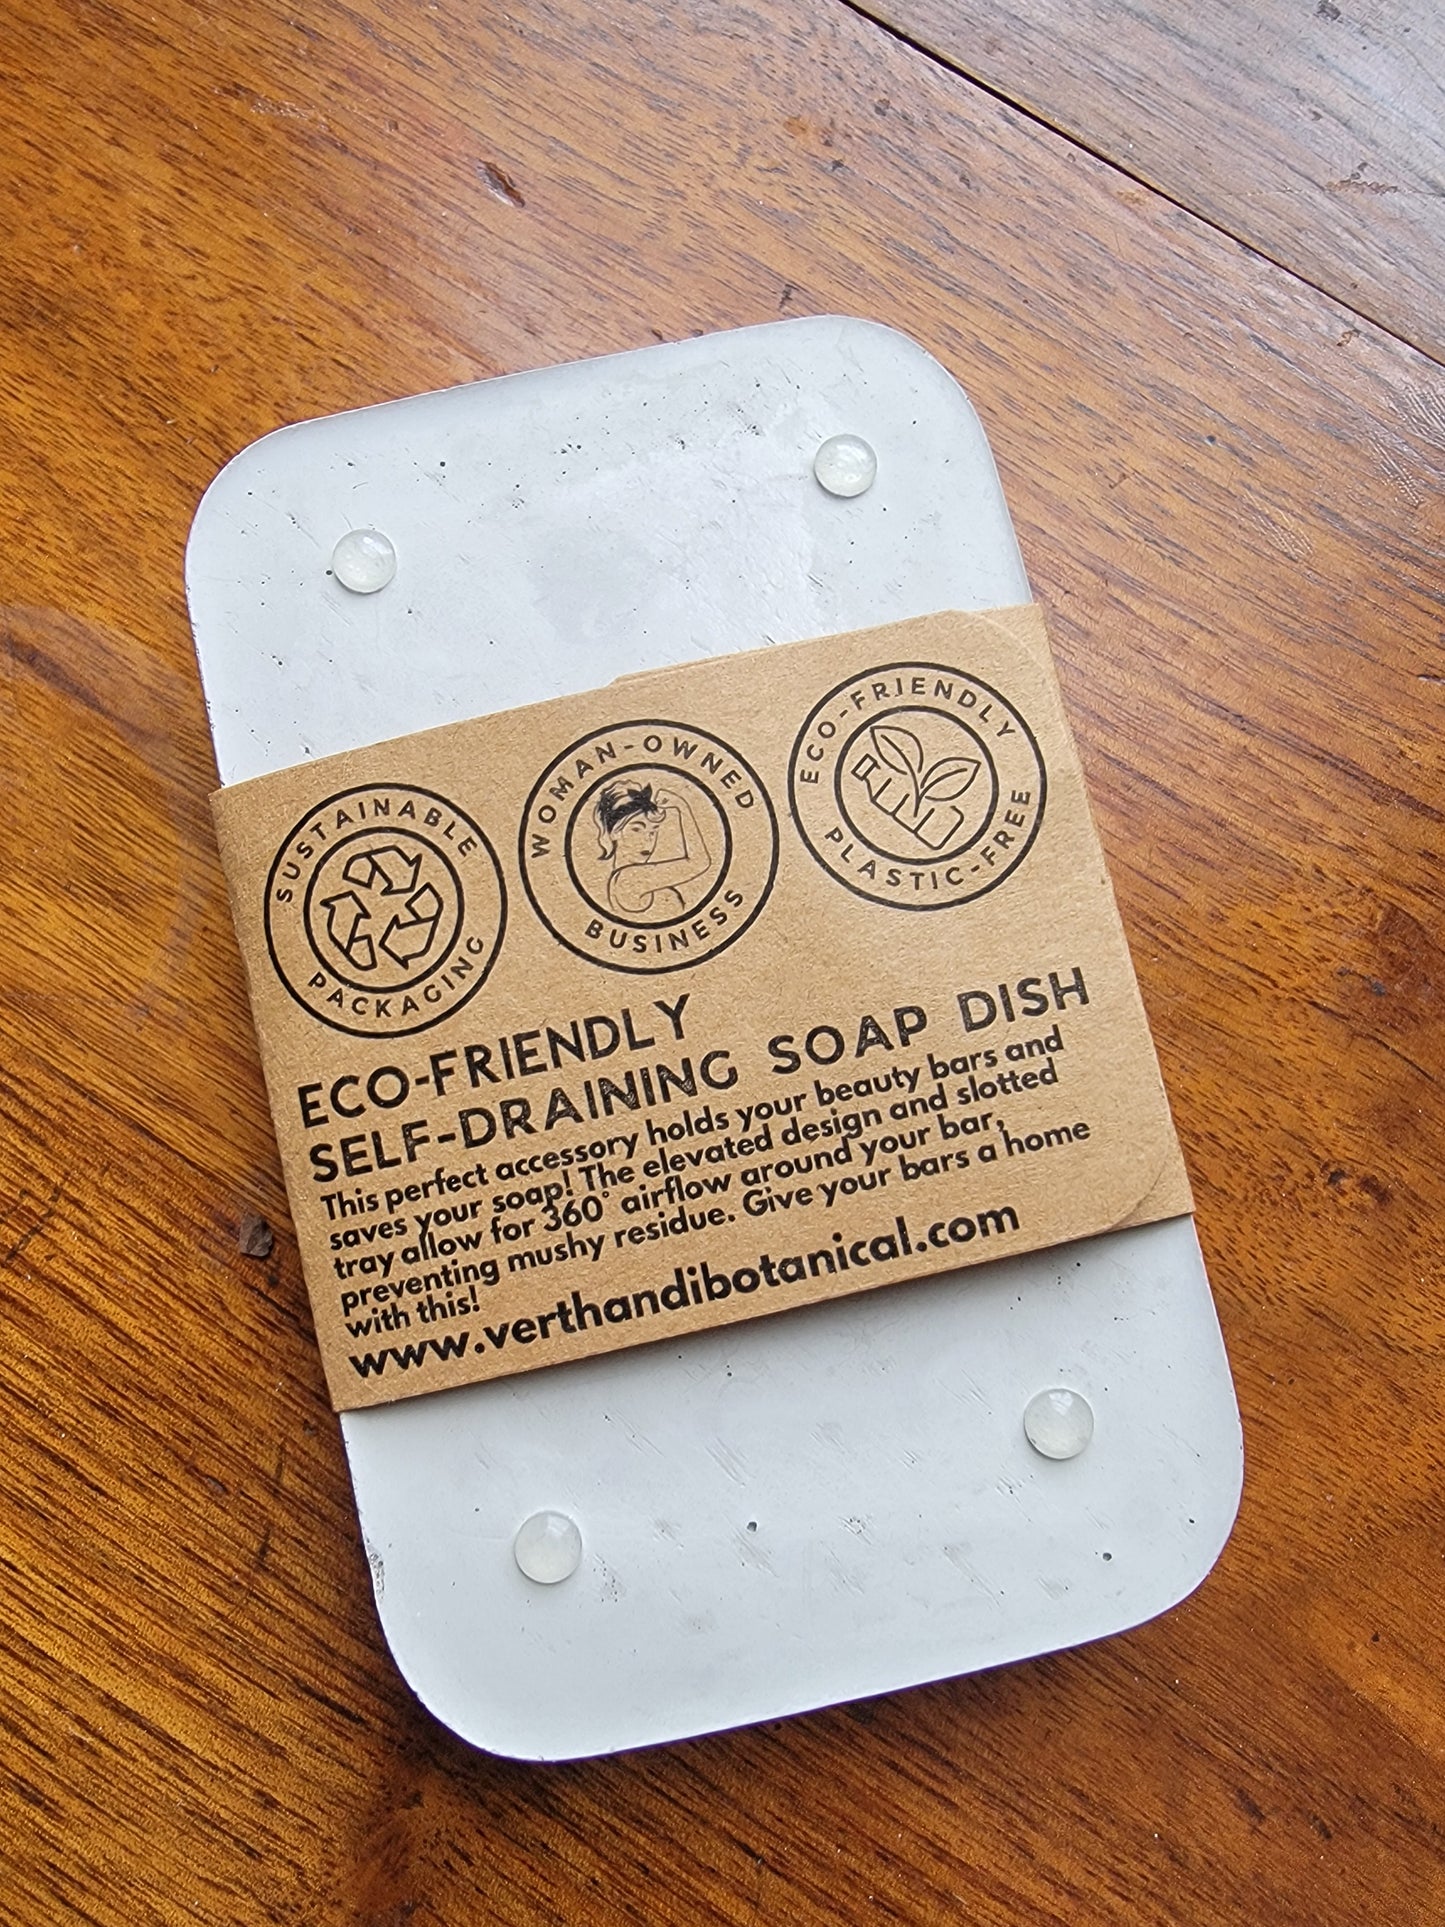 SUSTAINABLE
PACKAGING
WOMAN-OWNED
BUSINESS
ECO-FRIENDLY
PLASTIC-FREE
ECO-FRIENDLY
SELF-DRAINING SOAP DISH
This perfect accessory holds your beauty bars and
saves your soap! The elevated design and slotted
tray allow for 360° airflow around your bar,
preventing mushy residue. Give your bars a home
with this!
www.verthandibotanical.com